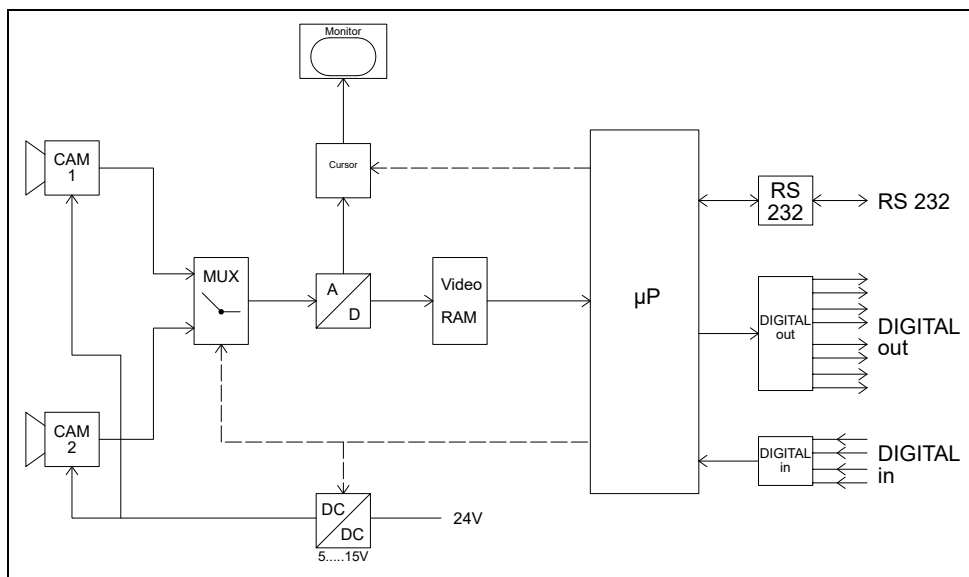 Monitor
CAM
1
Cursor
RS
232
RS 232
MUX
A
D
Video
RAM
µP
DIGITAL
out
DIGITAL
out
CAM
2
DIGITAL
in
DIGITAL
in
DC
DC
24V
5.....15V